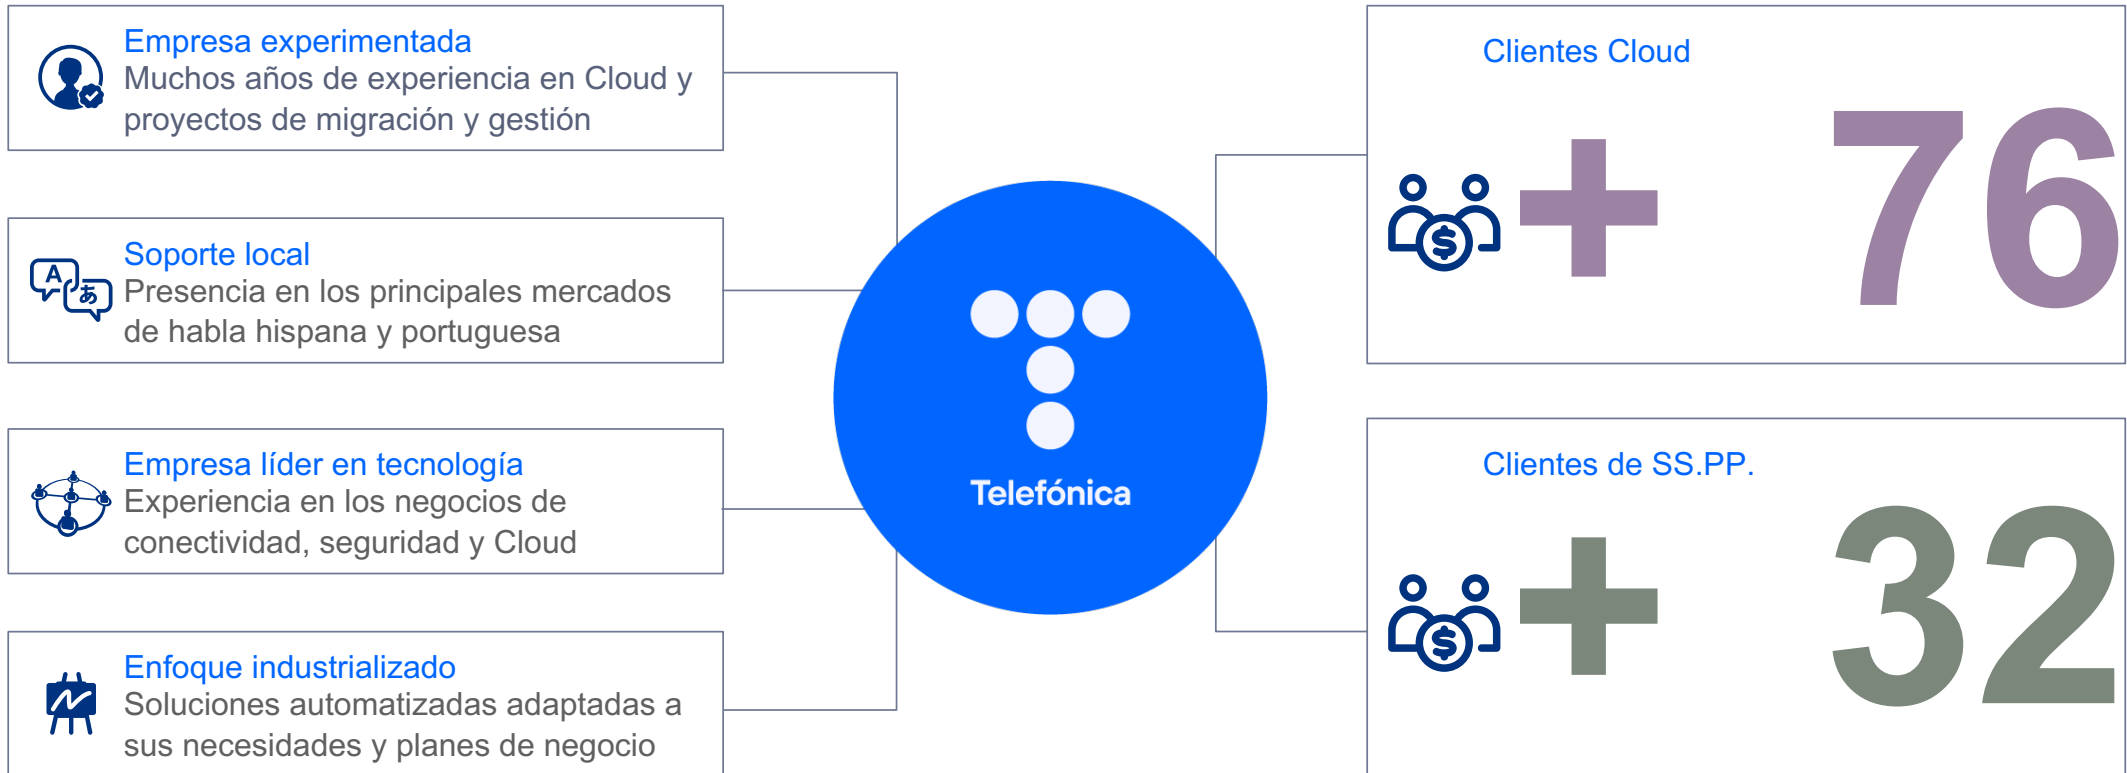 Empresa experimentada
Muchos años de experiencia en Cloud y
proyectos de migración y gestión
Soporte local
Presencia en los principales mercados
de habla hispana y portuguesa
Empresa líder en tecnología
Experiencia en los negocios de
conectividad, seguridad y Cloud
Enfoque industrializado
Soluciones automatizadas adaptadas a
sus necesidades y planes de negocio
A
あ
Telefónica
Clientes Cloud
$
+ 76
Clientes de SS.PP.
$
+ 32